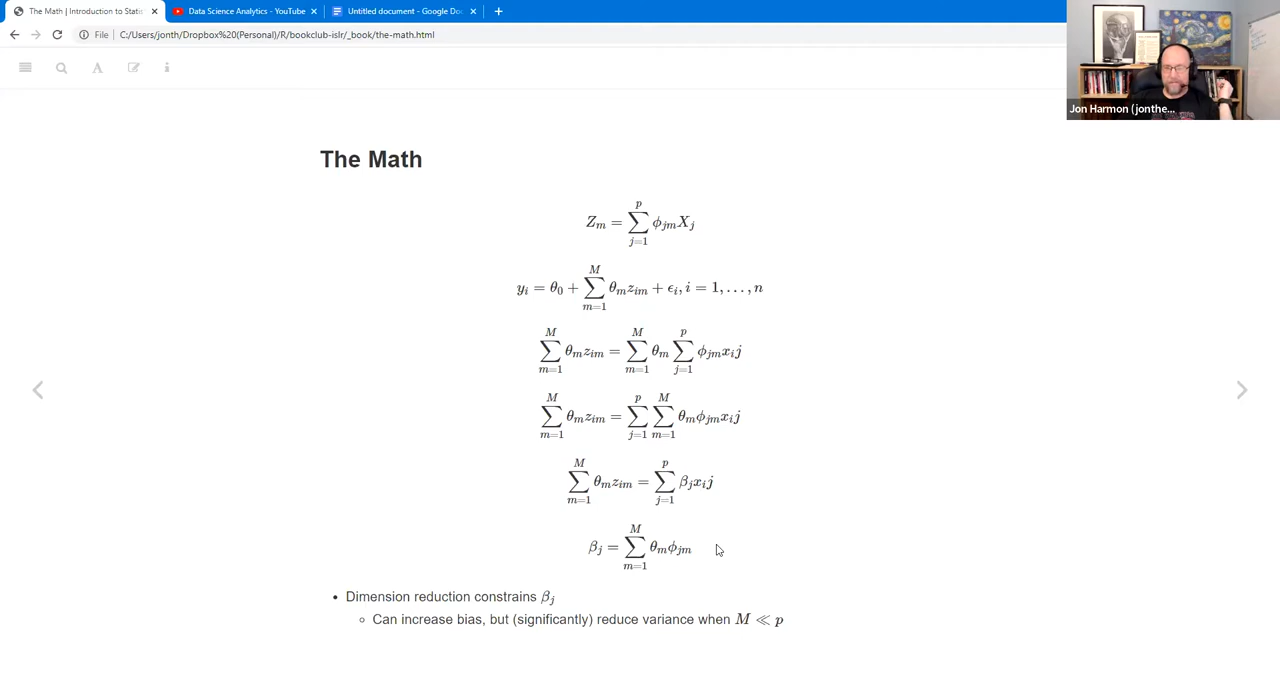 The Math | Introduction to Statis
Data Science Analytics - YouTube
Untitled document - Google Doc
File | C:/Users/jonth/Dropbox%20(Personal)/R/bookclub-islr/_book/the-math.html
Jon Harmon (jonthe...
The Math
Z_m = \sum_{j=1}^{p} \phi_{jm} X_j
y_i = \theta_0 + \sum_{m=1}^{M} \theta_m z_{im} + \epsilon_i, i = 1, \ldots, n
\sum_{m=1}^{M} \theta_m z_{im} = \sum_{m=1}^{M} \theta_m \sum_{j=1}^{p} \phi_{jm} x_i j
\sum_{m=1}^{M} \theta_m z_{im} = \sum_{j=1}^{p} \sum_{m=1}^{M} \theta_m \phi_{jm} x_i j
\sum_{m=1}^{M} \theta_m z_{im} = \sum_{j=1}^{p} \beta_j x_i j
\beta_j = \sum_{m=1}^{M} \theta_m \phi_{jm}
• Dimension reduction constrains β_j
◦ Can increase bias, but (significantly) reduce variance when M ≪ p